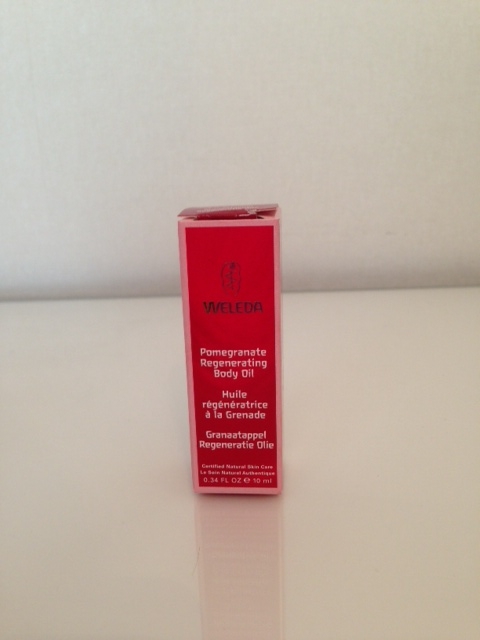 WELEDA
Pomegranate
Regenerating
Body Oil
Huile
régénératrice
à la Grenade
Granaatappel
Regeneratie Olie
Certified Natural Skin Care
Le Soin Natural Authentique
0.34 FL OZ ℮ 10 ml